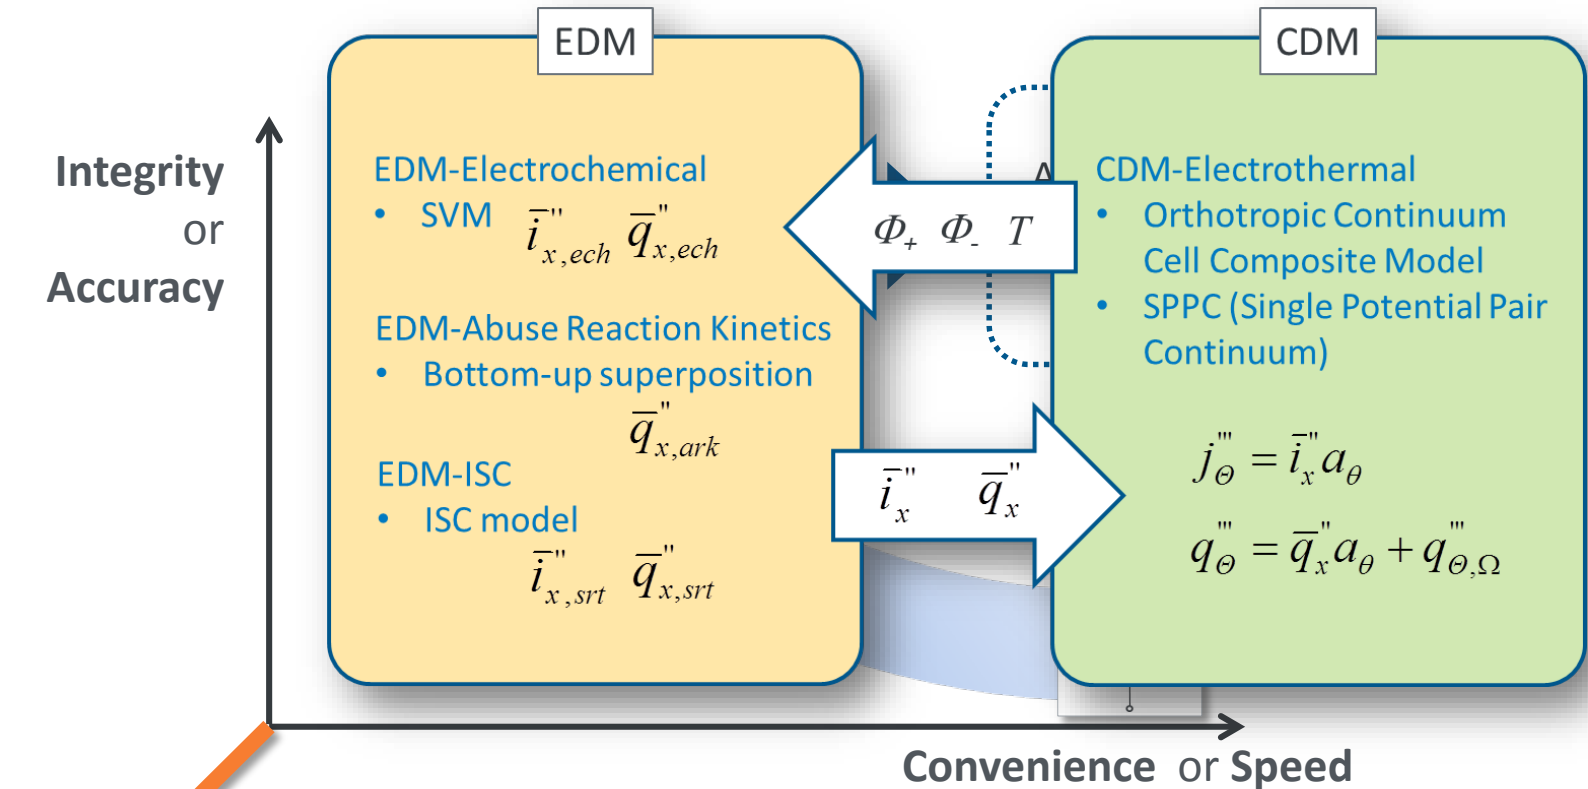 EDM
CDM
Integrity
or
Accuracy
EDM-Electrochemical
• SVM i̅″x,ech q̅″x,ech
EDM-Abuse Reaction Kinetics
• Bottom-up superposition
q̅″x,ark
EDM-ISC
• ISC model
i̅″x,srt q̅″x,srt
Φ+ Φ- T
i̅″x q̅″x
CDM-Electrothermal
• Orthotropic Continuum
Cell Composite Model
• SPPC (Single Potential Pair
Continuum)
j‴Θ = i̅″x aθ
q‴Θ = q̅″x aθ + q‴Θ,Ω
Convenience or Speed